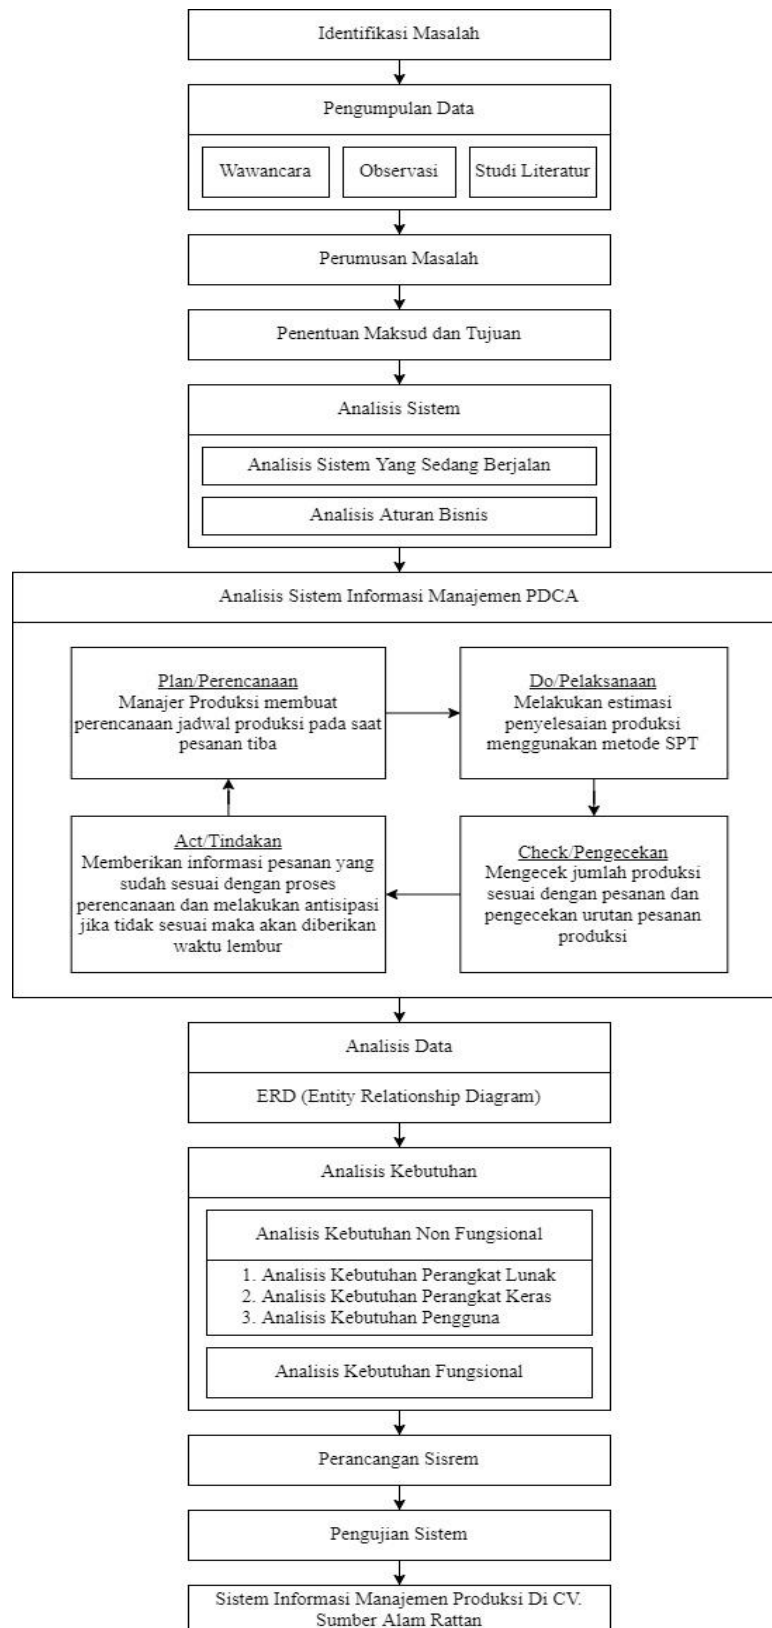 Identifikasi Masalah
Pengumpulan Data
Wawancara
Observasi
Studi Literatur
Perumusan Masalah
Penentuan Maksud dan Tujuan
Analisis Sistem
Analisis Sistem Yang Sedang Berjalan
Analisis Aturan Bisnis
Analisis Sistem Informasi Manajemen PDCA
Plan/Perencanaan
Manajer Produksi membuat
perencanaan jadwal produksi pada saat
pesanan tiba
Do/Pelaksanaan
Melakukan estimasi
penyelesaian produksi
menggunakan metode SPT
Check/Pengecekan
Mengecek jumlah produksi
sesuai dengan pesanan dan
pengecekan urutan pesanan
produksi
Act/Tindakan
Memberikan informasi pesanan yang
sudah sesuai dengan proses
perencanaan dan melakukan antisipasi
jika tidak sesuai maka akan diberikan
waktu lembur
Analisis Data
ERD (Entity Relationship Diagram)
Analisis Kebutuhan
Analisis Kebutuhan Non Fungsional
1. Analisis Kebutuhan Perangkat Lunak
2. Analisis Kebutuhan Pengkat Keras
3. Analisis Kebutuhan Pengguna
Analisis Kebutuhan Fungsional
Perancangan Sisrem
Pengujian Sistem
Sistem Informasi Manajemen Produksi Di CV.
Sumber Alam Rattan